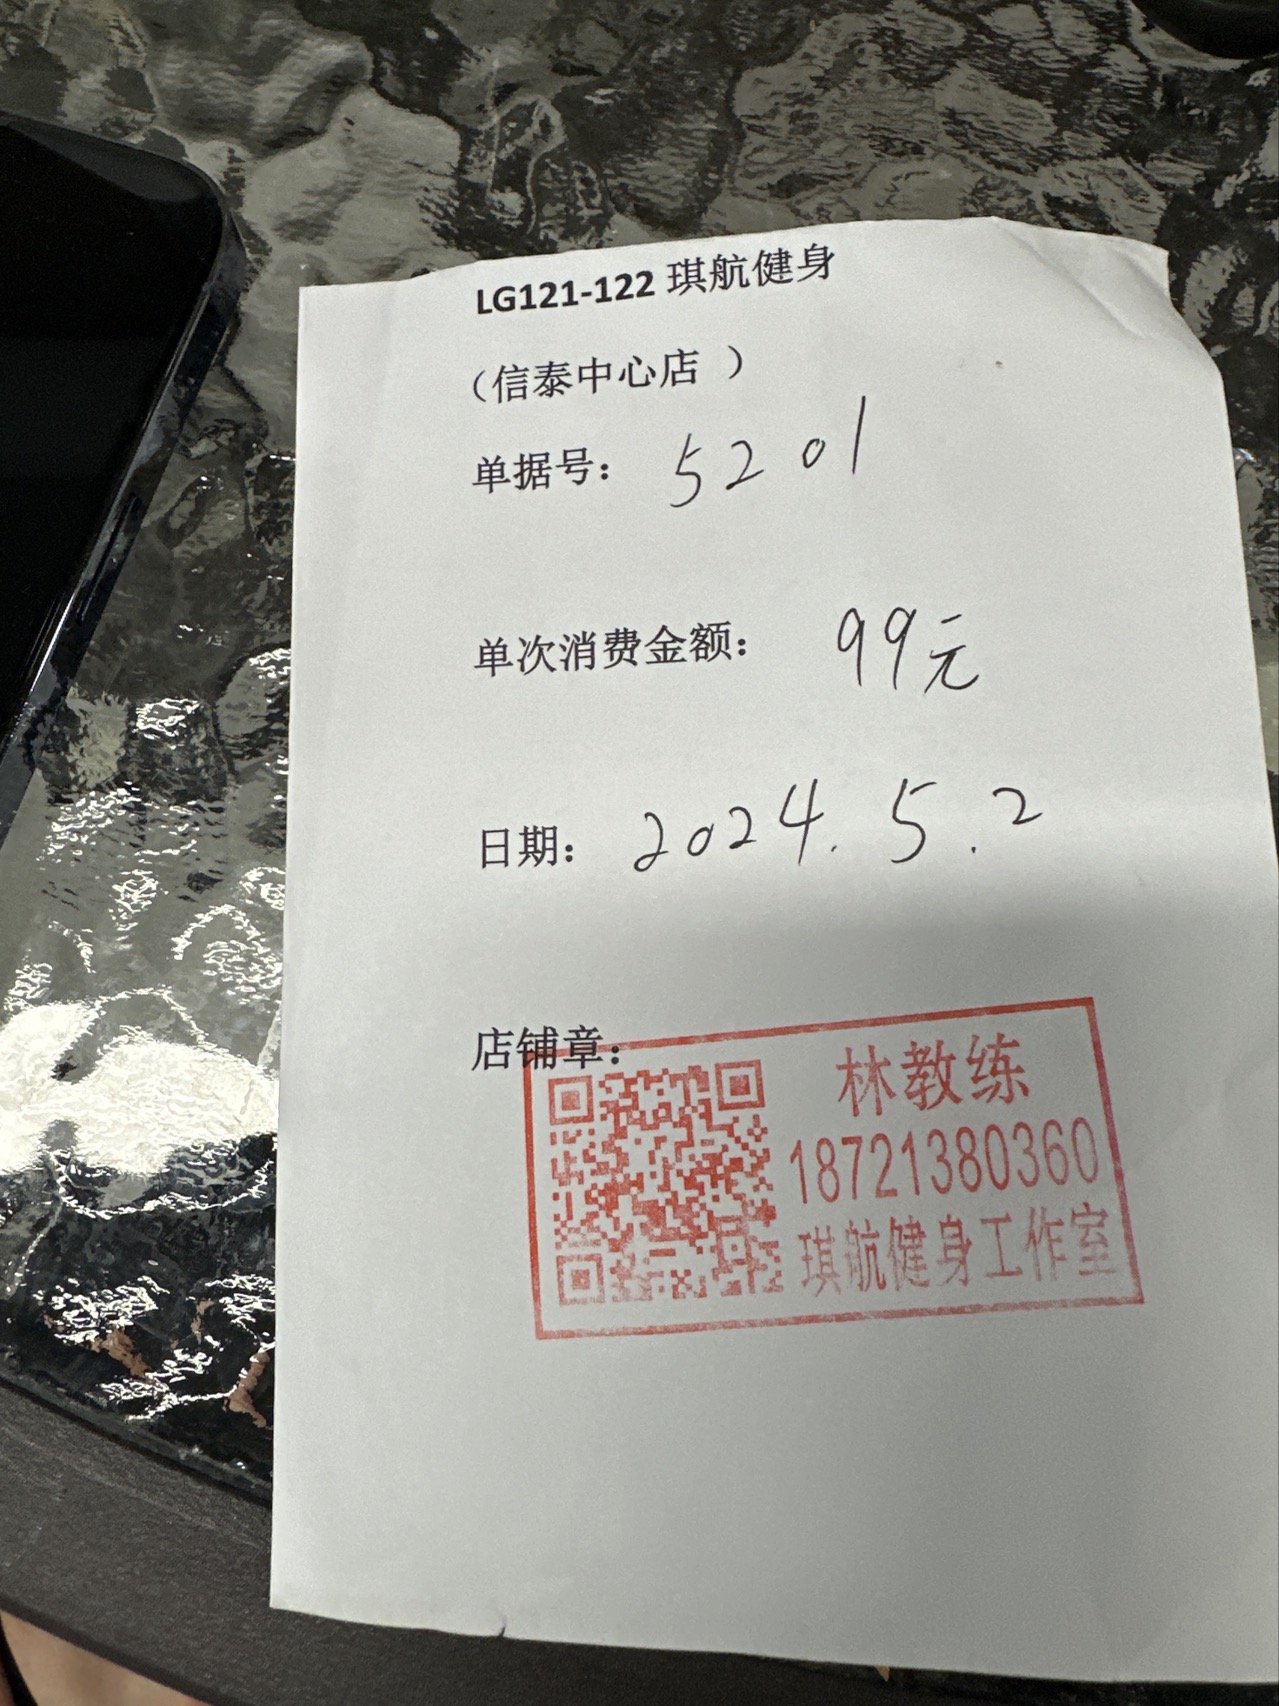 LG121-122 琪航健身
（信泰中心店 ）
单据号： 5201
单次消费金额： 99元
日期： 2024.5.2
店铺章：
林教练
18721380360
琪航健身工作室